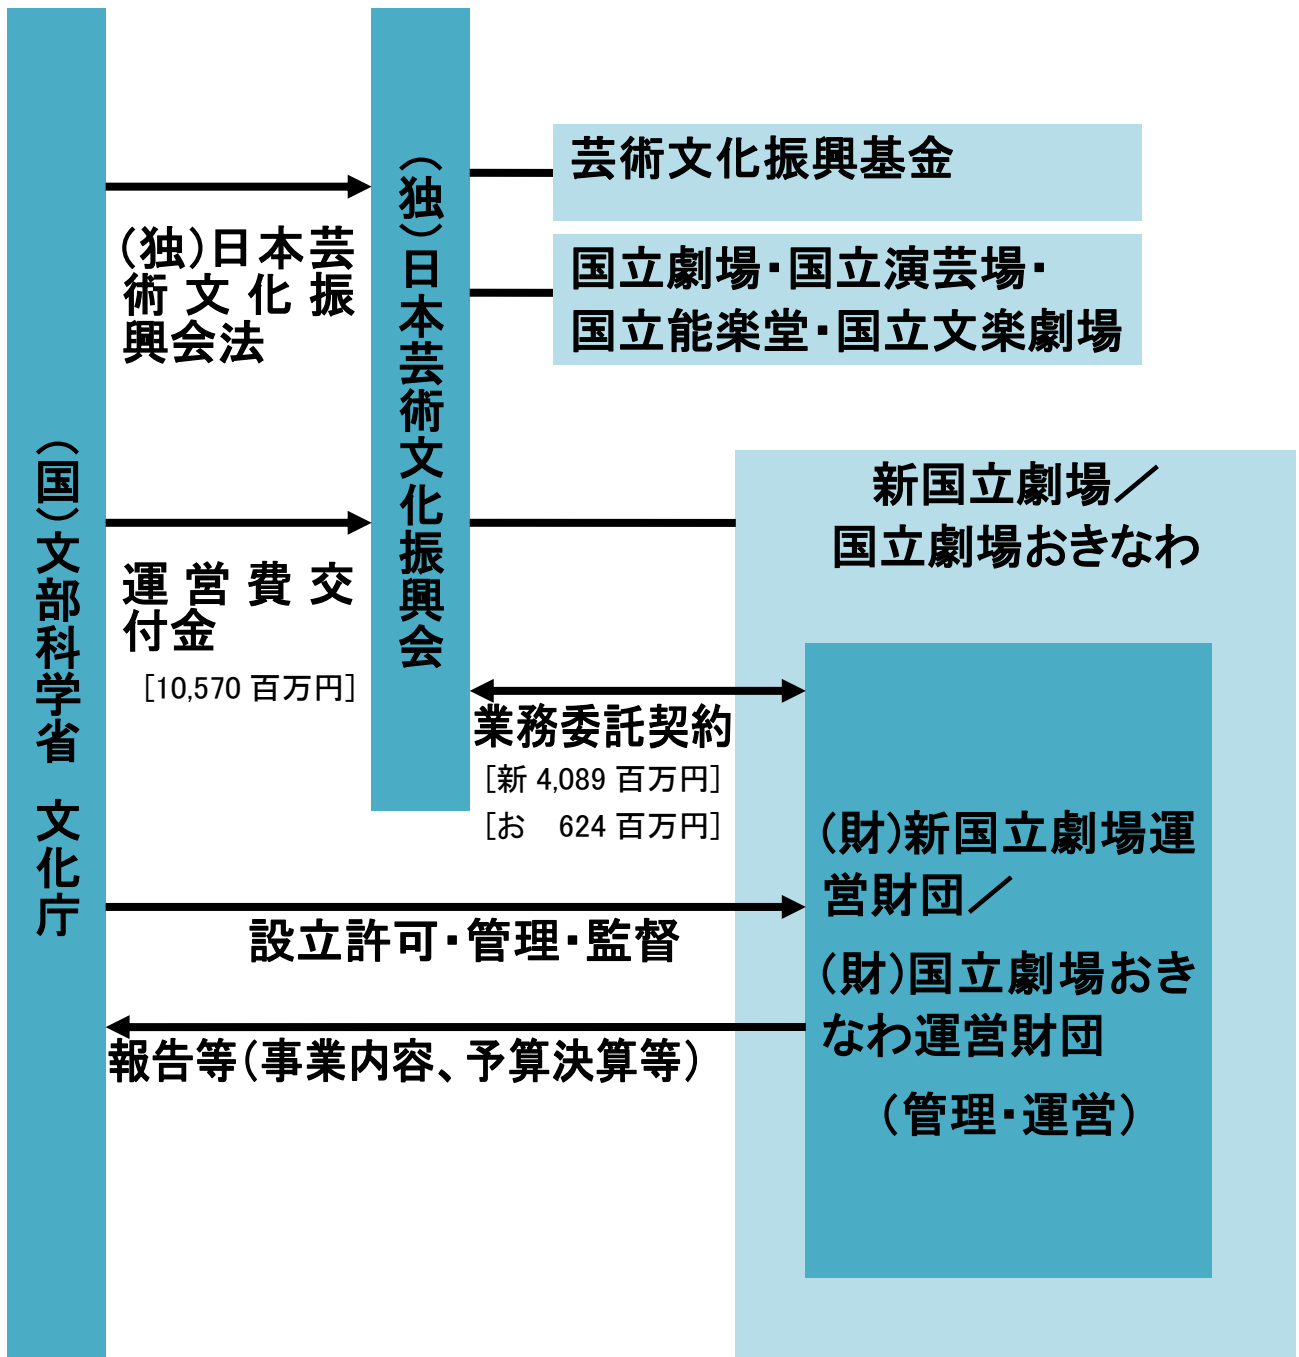 (国)文部科学省 文化庁
(独)日本芸術文化振興会
(独)日本芸
術文化振
興会法
運営費交
付金
[10,570 百万円]
芸術文化振興基金
国立劇場・国立演芸場・
国立能楽堂・国立文楽劇場
新国立劇場／
国立劇場おきなわ
業務委託契約
[新 4,089 百万円]
[お　624 百万円]
(財)新国立劇場運
営財団／
(財)国立劇場おき
なわ運営財団
(管理・運営)
設立許可・管理・監督
報告等(事業内容、予算決算等)